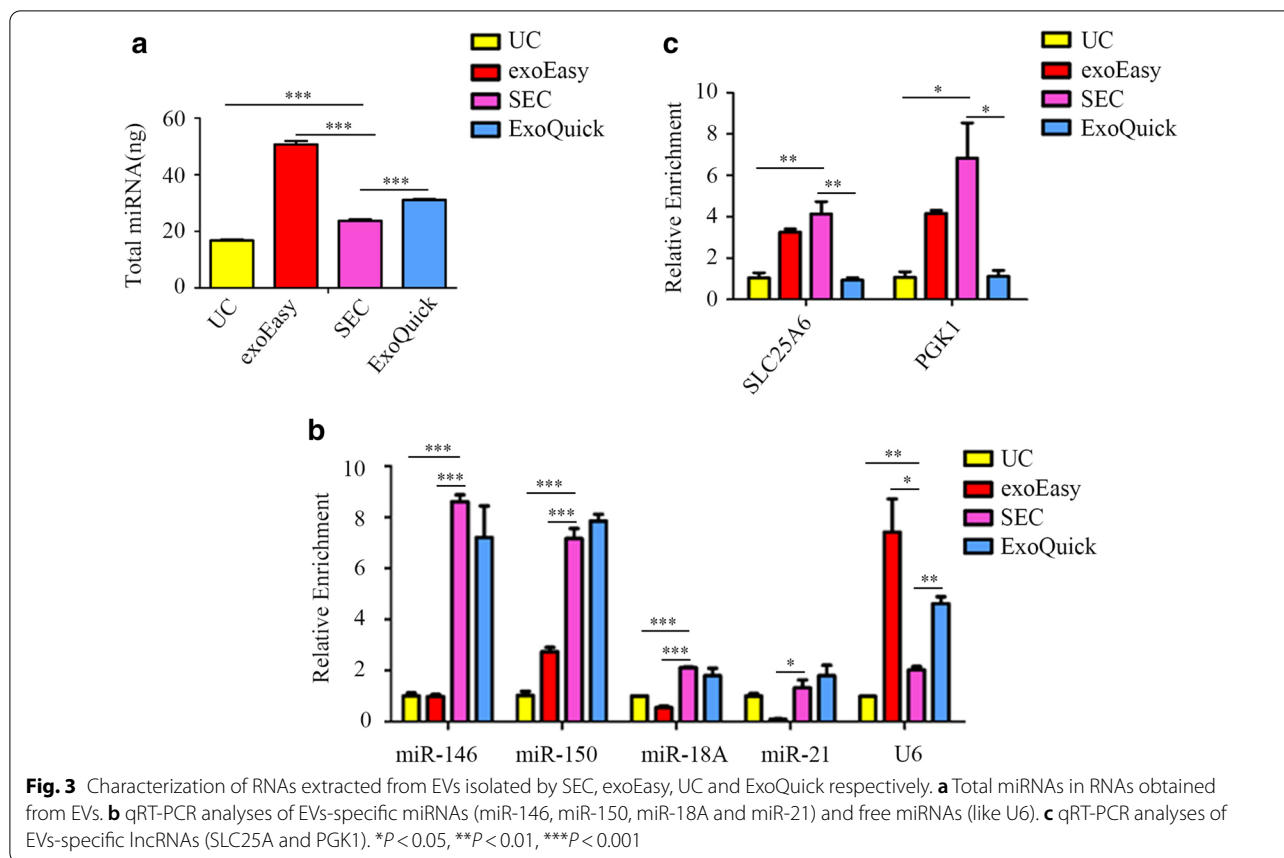 a
UC
exoEasy
SEC
ExoQuick
***
***
***
Total miRNA(ng)
60
40
20
0
UC
exoEasy
SEC
ExoQuick
c
UC
exoEasy
SEC
ExoQuick
*
*
**
**
Relative Enrichment
10
8
6
4
2
0
SLC25A6
PGK1
b
UC
exoEasy
SEC
ExoQuick
***
***
***
***
***
***
*
**
*
**
Relative Enrichment
10
8
6
4
2
0
miR-146
miR-150
miR-18A
miR-21
U6
Fig. 3 Characterization of RNAs extracted from EVs isolated by SEC, exoEasy, UC and ExoQuick respectively. a Total miRNAs in RNAs obtained
from EVs. b qRT-PCR analyses of EVs-specific miRNAs (miR-146, miR-150, miR-18A and miR-21) and free miRNAs (like U6). c qRT-PCR analyses of
EVs-specific lncRNAs (SLC25A and PGK1). *P < 0.05, **P < 0.01, ***P < 0.001